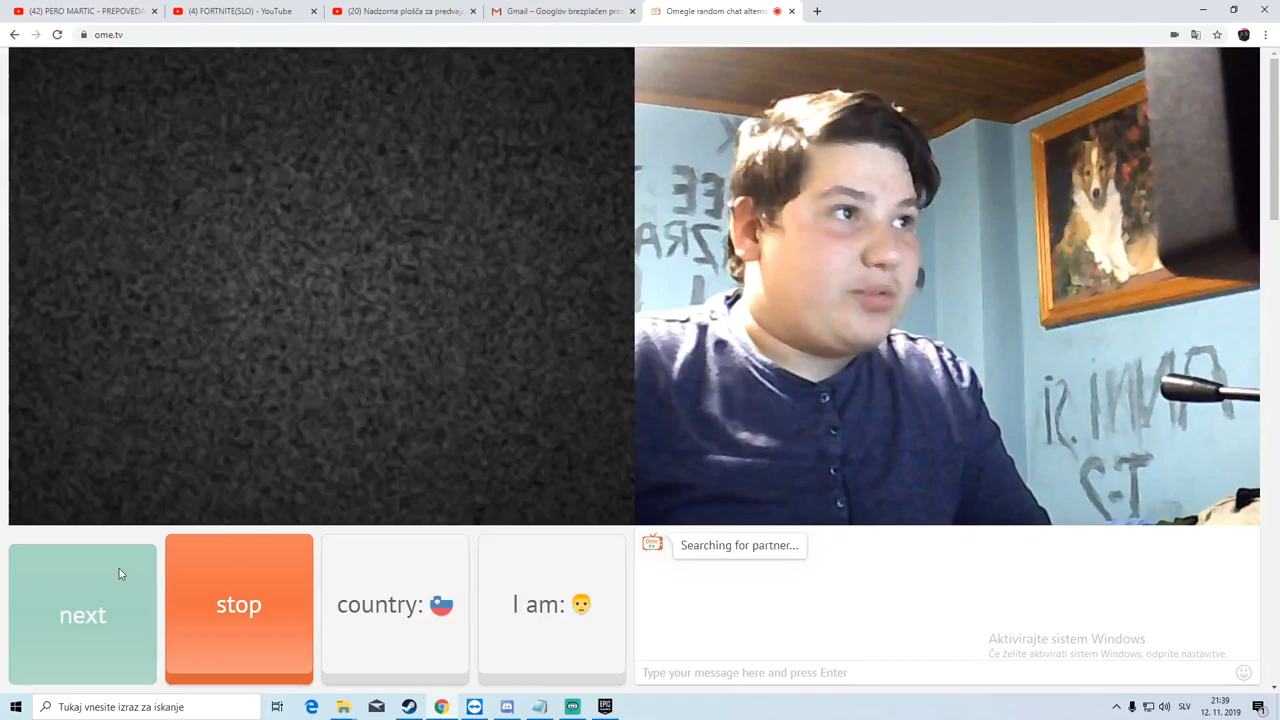 (42) PERO MARTIC - PREPOVEDA
(4) FORTNITE(SLO) - YouTube
(20) Nadzorna plošča za predvaj
Gmail – Googlov brezplačen pro
Omegle random chat alterna
ome.tv
Searching for partner...
next
stop
country:
I am:
Aktivirajte sistem Windows
Če želite aktivirati sistem Windows, odprite nastavitve.
Type your message here and press Enter
Tukaj vnesite izraz za iskanje
SLV
21:39
12. 11. 2019